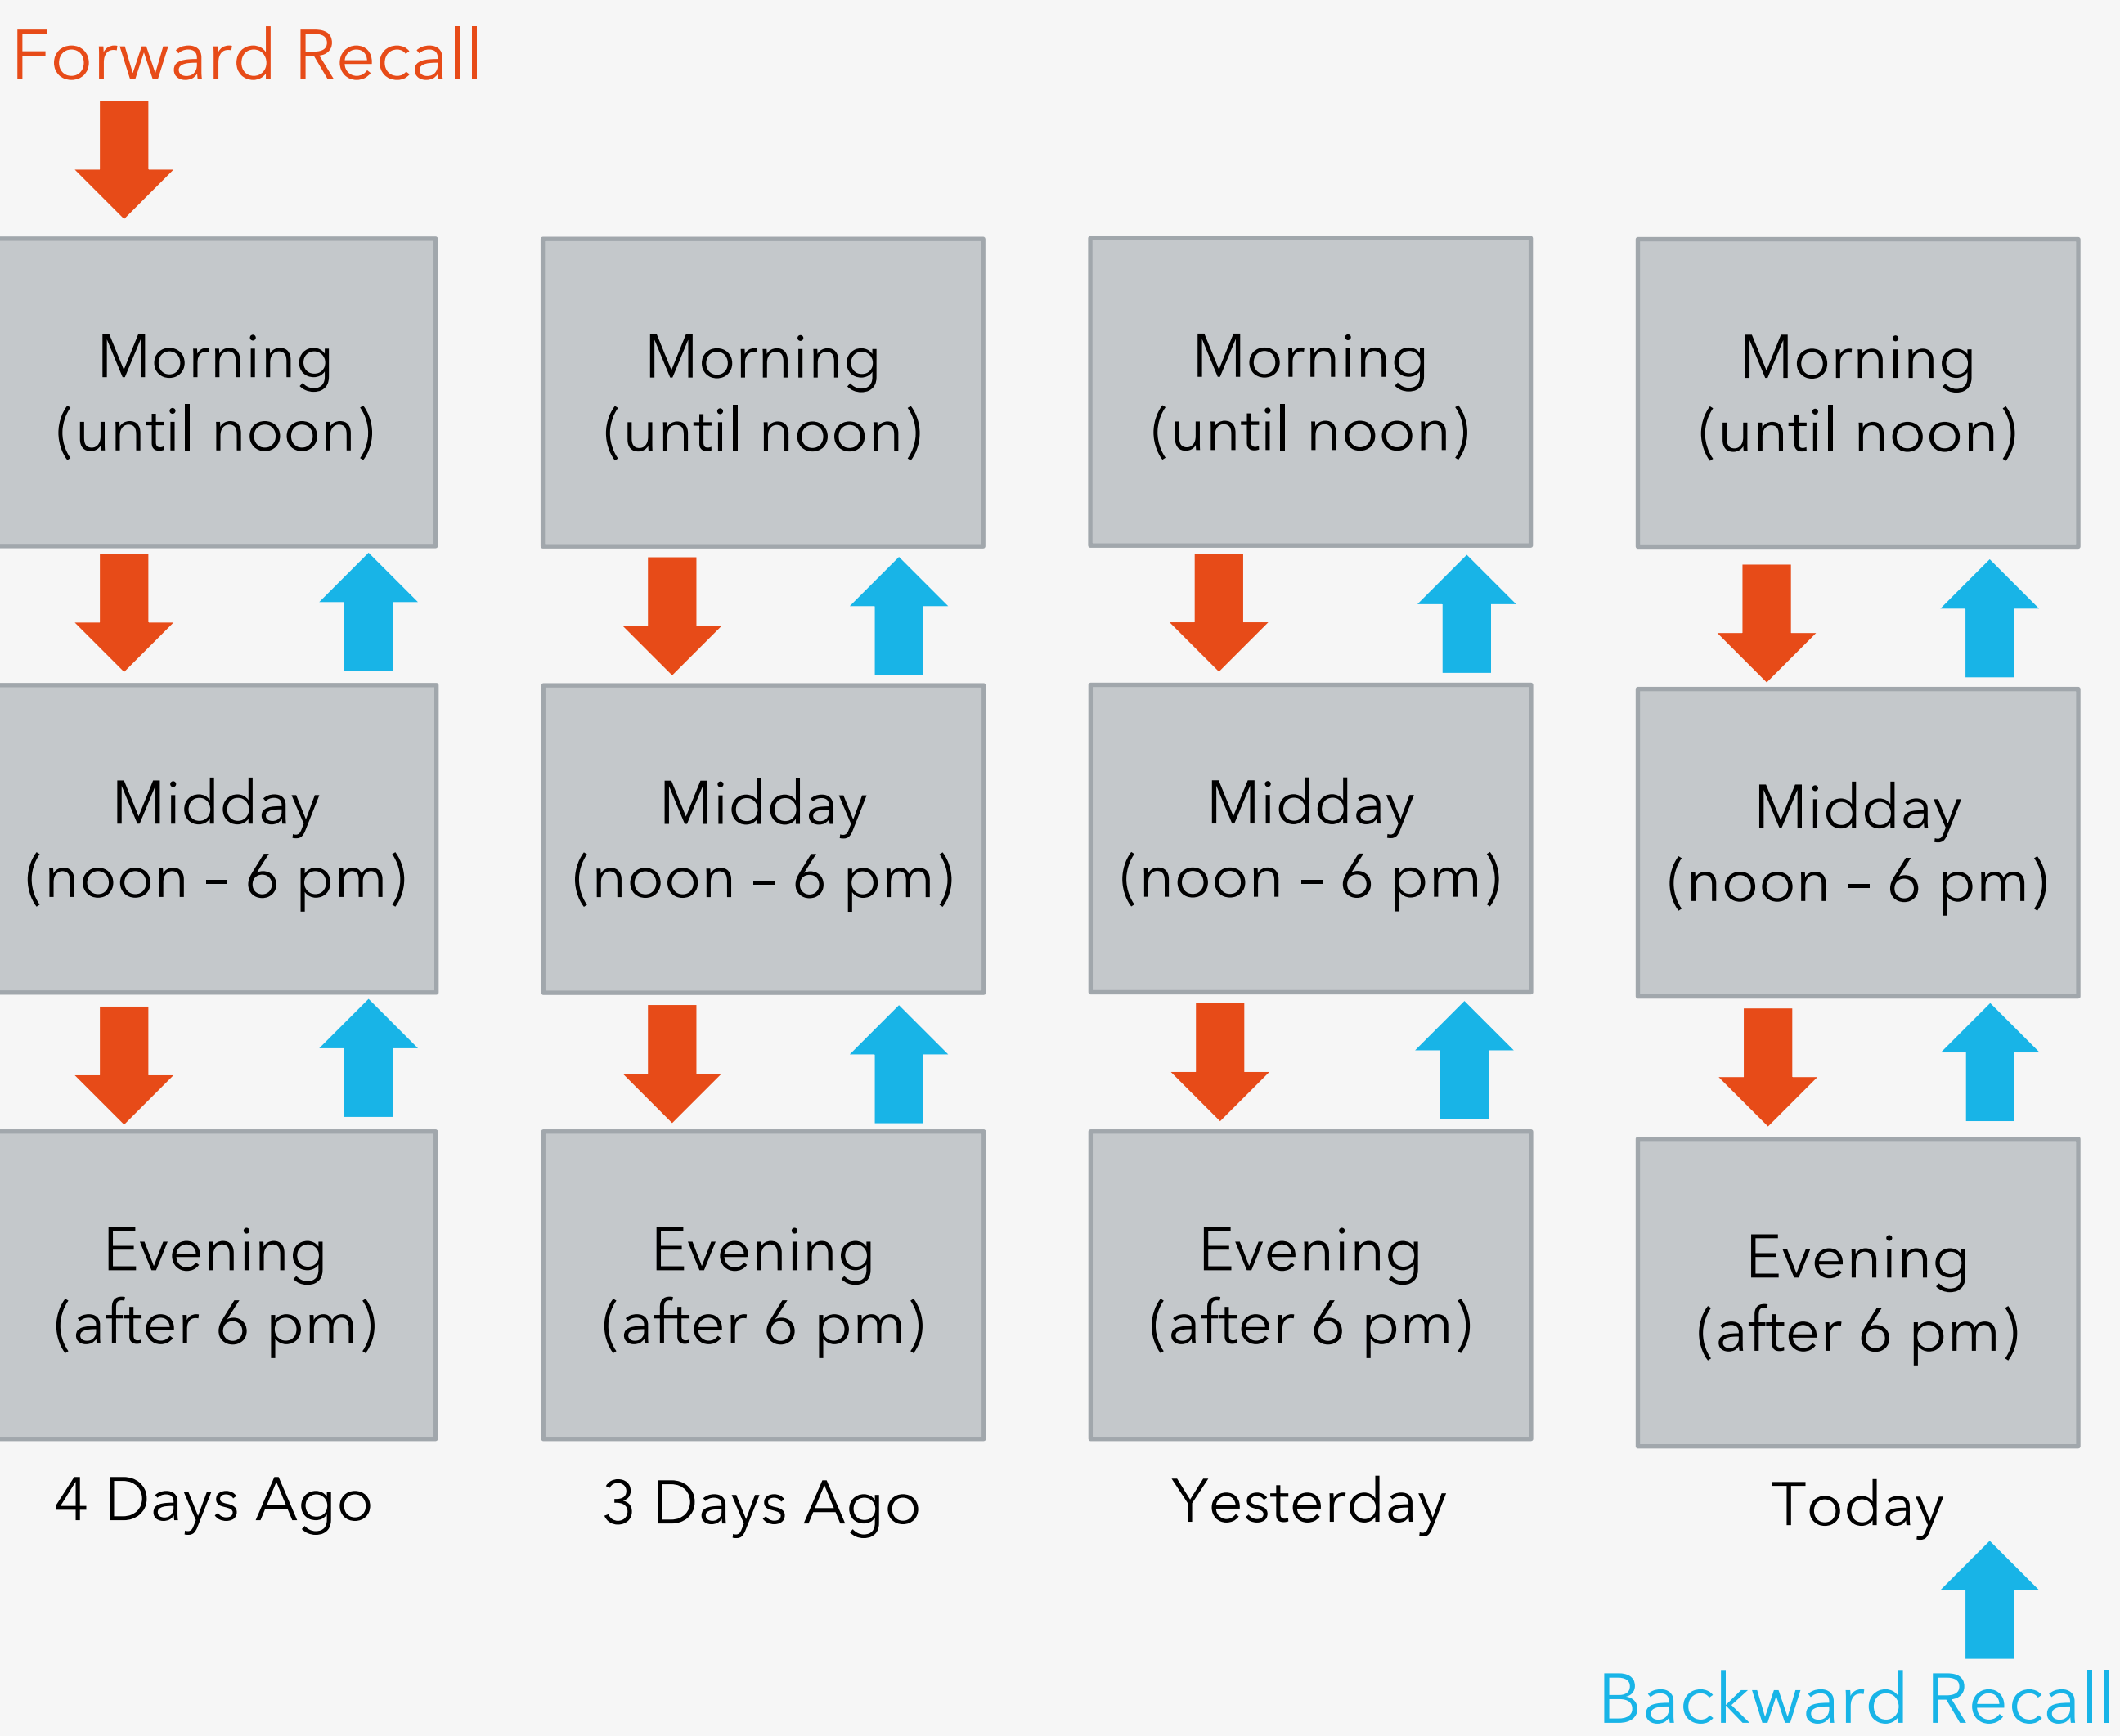 Forward Recall
Morning
(until noon)
Morning
(until noon)
Morning
(until noon)
Morning
(until noon)
Midday
(noon – 6 pm)
Midday
(noon – 6 pm)
Midday
(noon – 6 pm)
Midday
(noon – 6 pm)
Evening
(after 6 pm)
Evening
(after 6 pm)
Evening
(after 6 pm)
Evening
(after 6 pm)
4 Days Ago
3 Days Ago
Yesterday
Today
Backward Recall